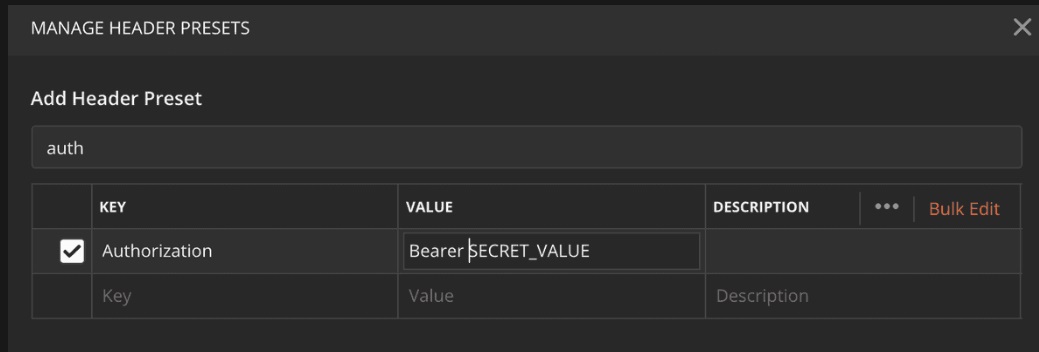 MANAGE HEADER PRESETS
Add Header Preset
auth
KEY VALUE DESCRIPTION ••• Bulk Edit
Authorization Bearer SECRET_VALUE
Key Value Description